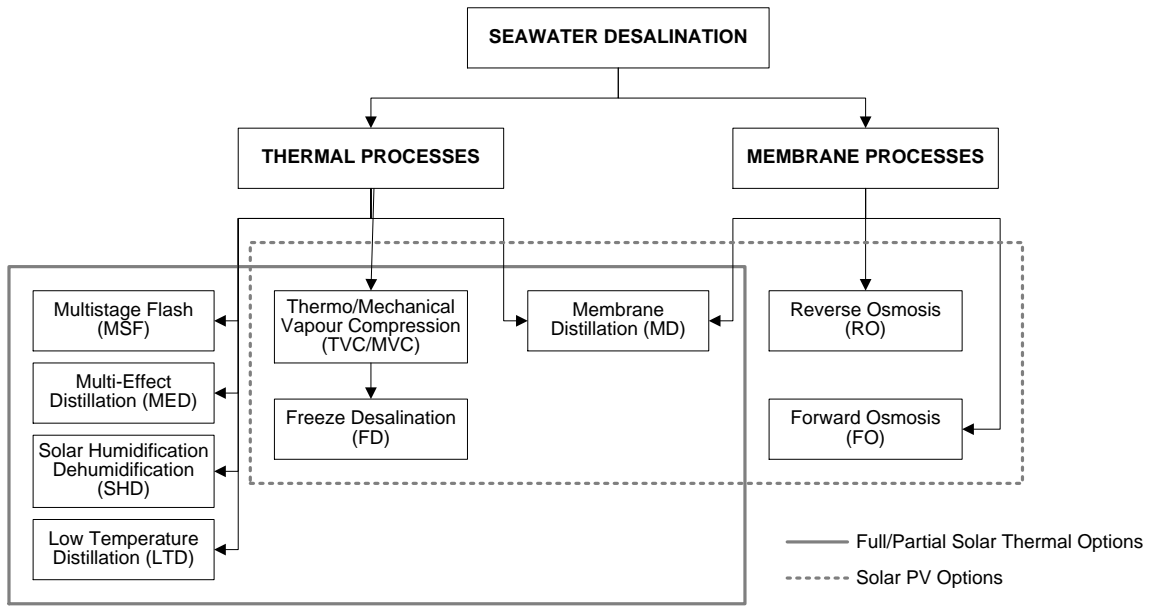 SEAWATER DESALINATION
THERMAL PROCESSES
MEMBRANE PROCESSES
Multistage Flash
(MSF)
Thermo/Mechanical
Vapour Compression
(TVC/MVC)
Membrane
Distillation (MD)
Reverse Osmosis
(RO)
Multi-Effect
Distillation (MED)
Freeze Desalination
(FD)
Forward Osmosis
(FO)
Solar Humidification
Dehumidification
(SHD)
Low Temperature
Distillation (LTD)
Full/Partial Solar Thermal Options
Solar PV Options